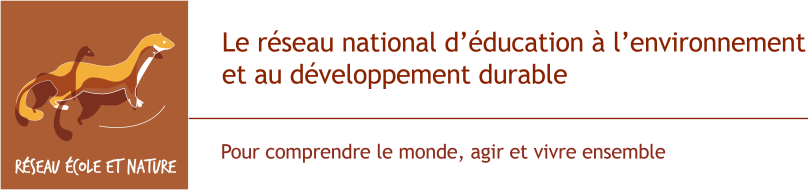 Le réseau national d’éducation à l’environnement
et au développement durable
RÉSEAU ÉCOLE ET NATURE
Pour comprendre le monde, agir et vivre ensemble